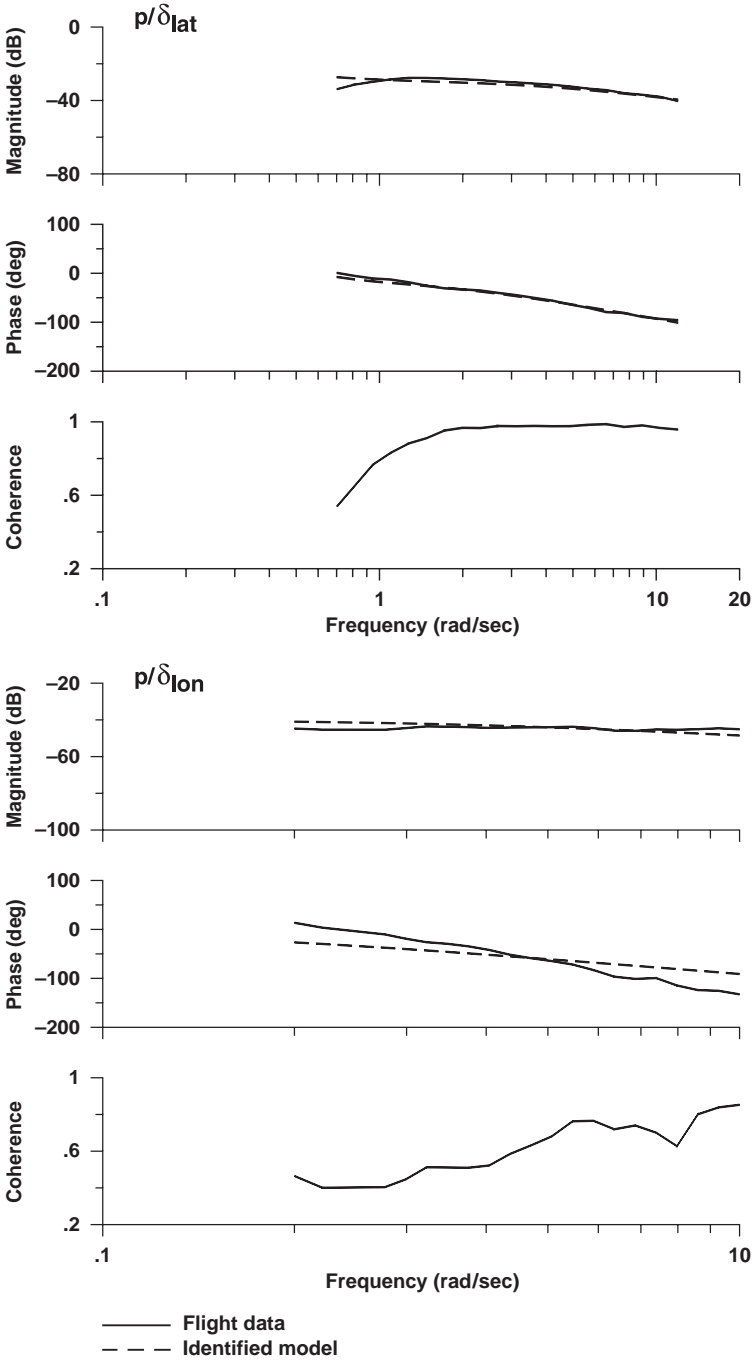 p/δlat
Magnitude (dB)
0
–40
–80
Phase (deg)
100
0
–100
–200
Coherence
1
.6
.2
.1
1
10
20
Frequency (rad/sec)
p/δlon
Magnitude (dB)
–20
–60
–100
Phase (deg)
100
0
–100
–200
Coherence
1
.6
.2
.1
10
Frequency (rad/sec)
Flight data
Identified model